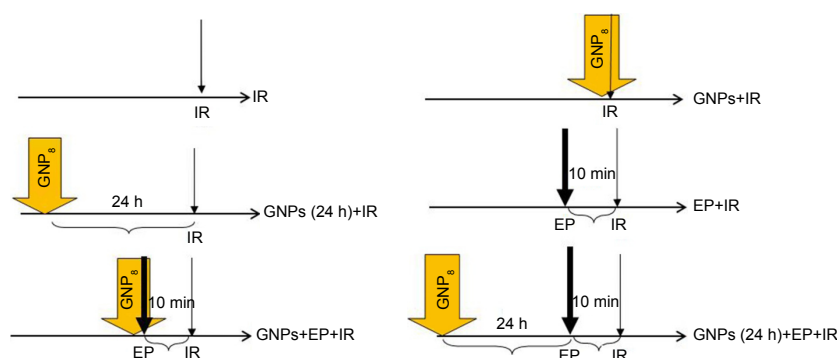 IR
IR
GNP8
IR
GNPs+IR
GNP8
24 h
IR
GNPs (24 h)+IR
10 min
EP
IR
EP+IR
GNP8
10 min
EP
IR
GNPs+EP+IR
GNP8
24 h
10 min
EP
IR
GNPs (24 h)+EP+IR